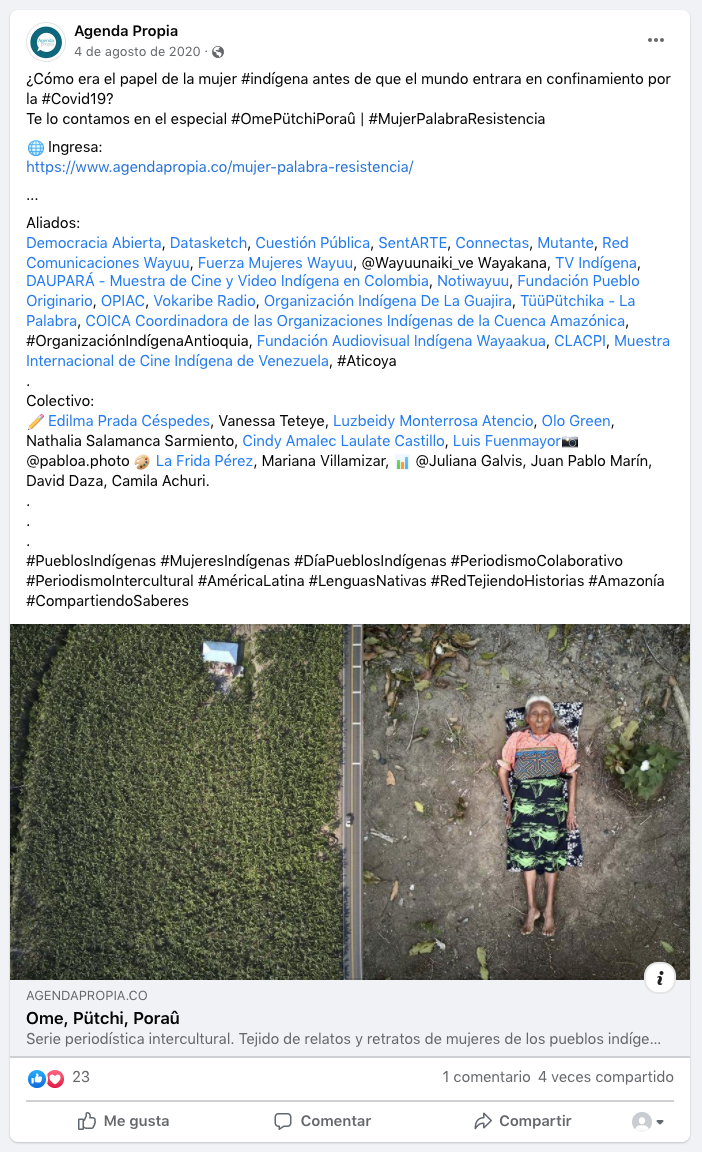 Agenda Propia
4 de agosto de 2020 ·
¿Cómo era el papel de la mujer #indígena antes de que el mundo entrara en confinamiento por
la #Covid19?
Te lo contamos en el especial #OmePütchiPoraû | #MujerPalabraResistencia
🌐 Ingresa:
https://www.agendapropia.co/mujer-palabra-resistencia/
...
Aliados:
Democracia Abierta, Datasketch, Cuestión Pública, SentARTE, Connectas, Mutante, Red
Comunicaciones Wayuu, Fuerza Mujeres Wayuu, @Wayuunaiki_ve Wayakana, TV Indígena,
DAUPARÁ - Muestra de Cine y Video Indígena en Colombia, Notiwayuu, Fundación Pueblo
Originario, OPIAC, Vokaribe Radio, Organización Indígena De La Guajira, TüüPütchika - La
Palabra, COICA Coordinadora de las Organizaciones Indígenas de la Cuenca Amazónica,
#OrganizaciónIndígenaAntioquia, Fundación Audiovisual Indígena Wayaakua, CLACPI, Muestra
Internacional de Cine Indígena de Venezuela, #Aticoya
.
Colectivo:
✏️ Edilma Prada Céspedes, Vanessa Teteye, Luzbeidy Monterrosa Atencio, Olo Green,
Nathalia Salamanca Sarmiento, Cindy Amalec Laulate Castillo, Luis Fuenmayor📷
@pabloa.photo 🎨 La Frida Pérez, Mariana Villamizar, 📊 @Juliana Galvis, Juan Pablo Marín,
David Daza, Camila Achuri.
.
.
.
#PueblosIndígenas #MujeresIndígenas #DíaPueblosIndígenas #PeriodismoColaborativo
#PeriodismoIntercultural #AméricaLatina #LenguasNativas #RedTejiendoHistorias #Amazonía
#CompartiendoSaberes
AGENDAPROPIA.CO
Ome, Pütchi, Poraû
Serie periodística intercultural. Tejido de relatos y retratos de mujeres de los pueblos indíge...
23
1 comentario 4 veces compartido
Me gusta
Comentar
Compartir